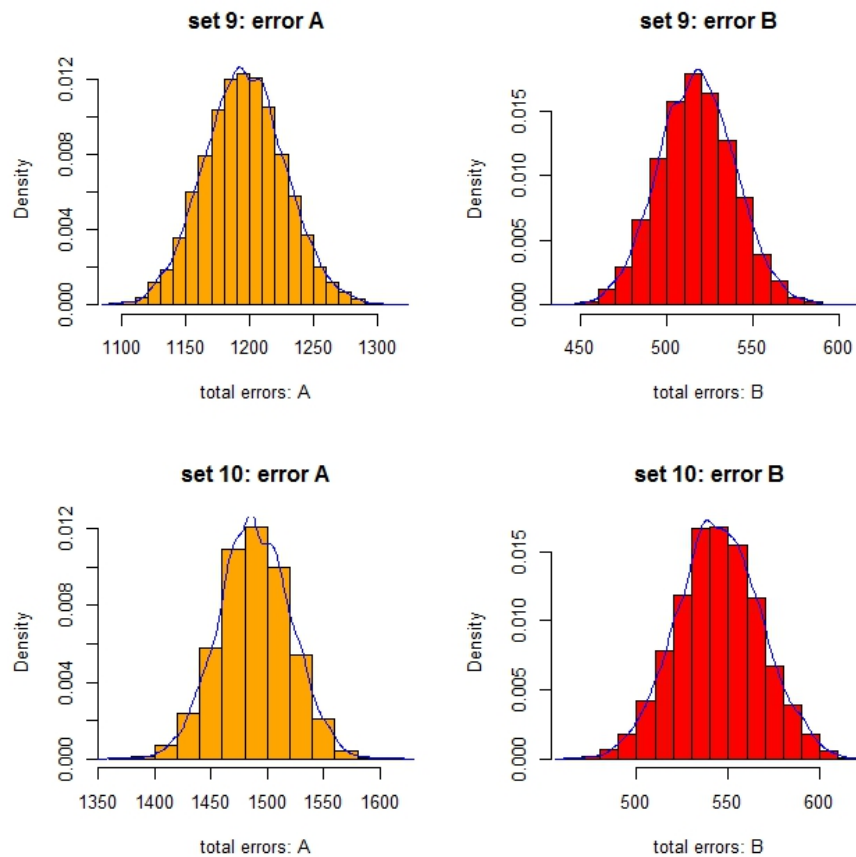 set 9: error A
Density
0.000
0.004
0.008
0.012
1100 1150 1200 1250 1300
total errors: A
set 9: error B
Density
0.000
0.005
0.010
0.015
450 500 550 600
total errors: B
set 10: error A
Density
0.000
0.004
0.008
0.012
1350 1400 1450 1500 1550 1600
total errors: A
set 10: error B
Density
0.000
0.005
0.010
0.015
500 550 600
total errors: B